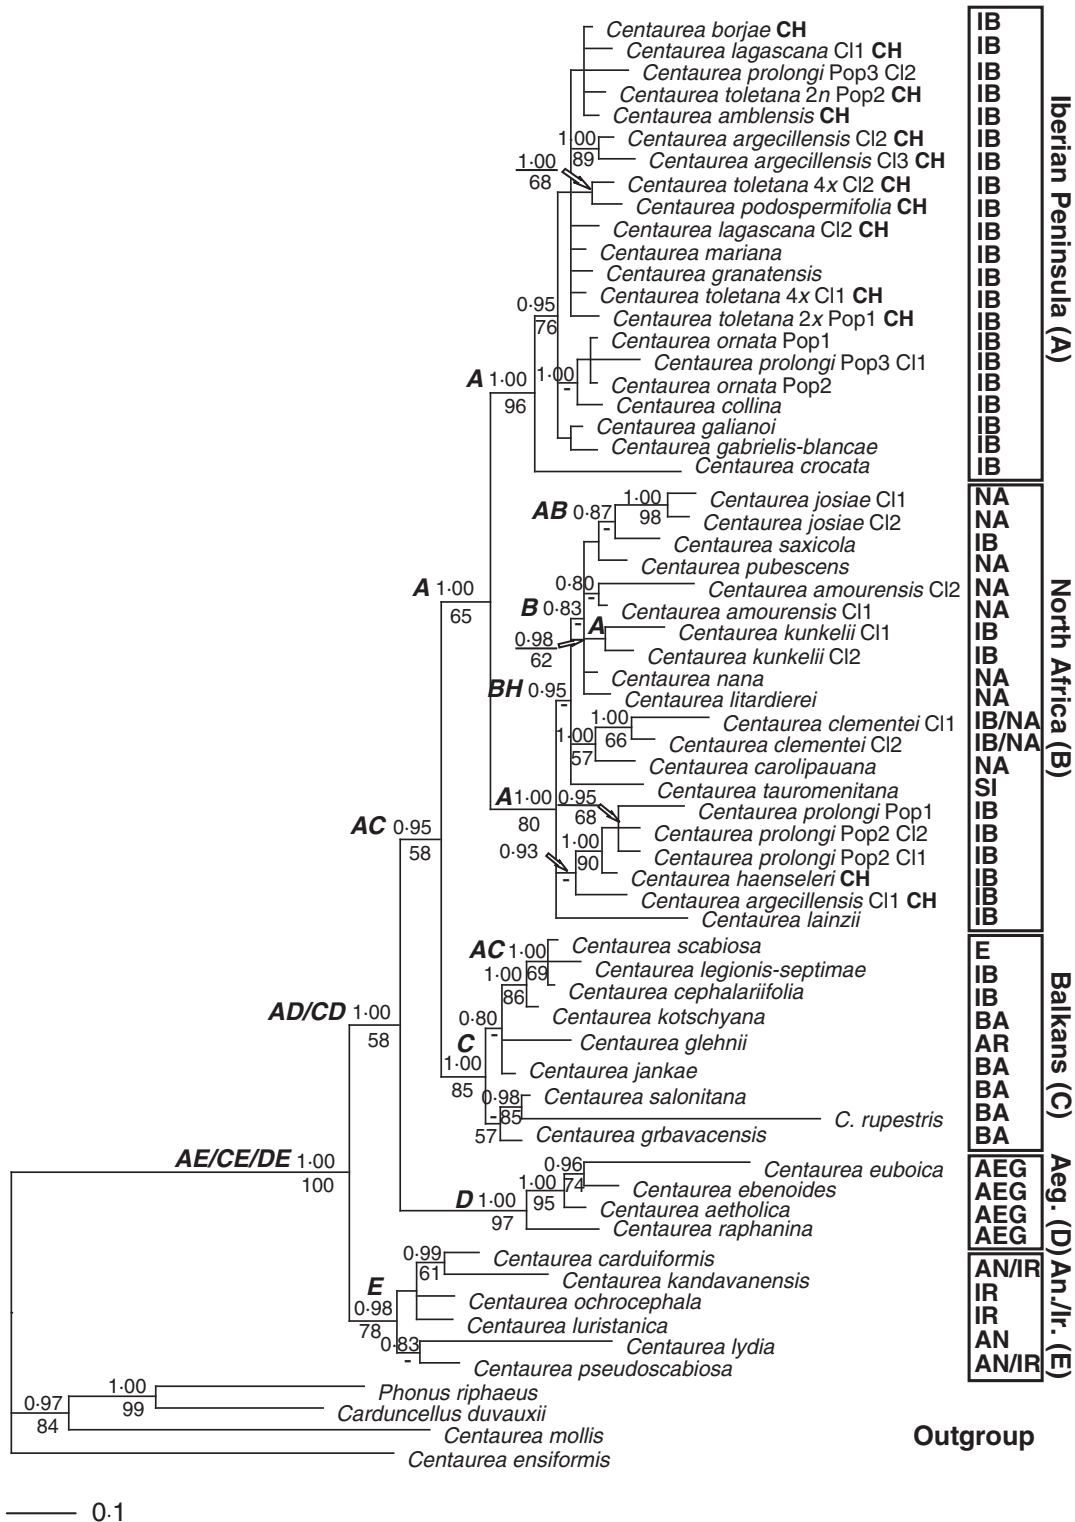 Centaurea borjae CH IB
Centaurea lagascana Cl1 CH IB
Centaurea prolongi Pop3 Cl2 IB
Centaurea toletana 2n Pop2 CH IB
Centaurea amblensis CH IB
1·00 Centaurea argecillensis Cl2 CH IB
89 Centaurea argecillensis Cl3 CH IB
1·00
68
Centaurea toletana 4x Cl2 CH IB
Centaurea podospermifolia CH IB
Centaurea lagascana Cl2 CH IB
Centaurea mariana IB
Centaurea granatensis IB
Centaurea toletana 4x Cl1 CH IB
0·95
76
Centaurea toletana 2x Pop1 CH IB
Centaurea ornata Pop1 IB
Centaurea prolongi Pop3 Cl1 IB
A 1·00
96
1·00
-
Centaurea ornata Pop2 IB
Centaurea collina IB
Centaurea galianoi IB
Centaurea gabrielis-blancae IB
Centaurea crocata IB
Iberian Peninsula (A)
1·00 Centaurea josiae Cl1 NA
AB 0·87
-
98 Centaurea josiae Cl2 NA
Centaurea saxicola IB
Centaurea pubescens NA
0·80
-
Centaurea amourensis Cl2 NA
B 0·83
-
Centaurea amourensis Cl1 NA
A Centaurea kunkelii Cl1 IB
0·98
62
Centaurea kunkelii Cl2 IB
Centaurea nana NA
BH 0·95
-
Centaurea litardierei NA
1·00 Centaurea clementei Cl1 IB/NA
1·00
57
66 Centaurea clementei Cl2 IB/NA
Centaurea carolipauana NA
Centaurea tauromenitana SI
A 1·00
65
A 1·00
80
0·95
68
Centaurea prolongi Pop1 IB
Centaurea prolongi Pop2 Cl2 IB
0·93
-
1·00
90
Centaurea prolongi Pop2 Cl1 IB
Centaurea haenseleri CH IB
Centaurea argecillensis Cl1 CH IB
Centaurea lainzii IB
North Africa (B)
AC 0·95
58
AC 1·00
69
Centaurea scabiosa E
Centaurea legionis-septimae IB
1·00
86
Centaurea cephalariifolia IB
Centaurea kotschyana BA
0·80
-
Centaurea glehnii AR
C
1·00
85
Centaurea jankae BA
0·98
85
Centaurea salonitana BA
C. rupestris BA
-
57
Centaurea grbavacensis BA
Balkans (C)
AD/CD 1·00
58
0·96
74
Centaurea euboica AEG
1·00
95
Centaurea ebenoides AEG
D 1·00
97
Centaurea aetholica AEG
Centaurea raphanina AEG
Aeg. (D)
AE/CE/DE 1·00
100
0·99
61
Centaurea carduiformis AN/IR
Centaurea kandavanensis IR
E
0·98
78
Centaurea ochrocephala IR
Centaurea luristanica AN
0·83
-
Centaurea lydia AN/IR
Centaurea pseudoscabiosa
An./Ir. (E)
1·00
99
Phonus riphaeus
Carduncellus duvauxii
0·97
84
Centaurea mollis
Centaurea ensiformis
Outgroup
0·1